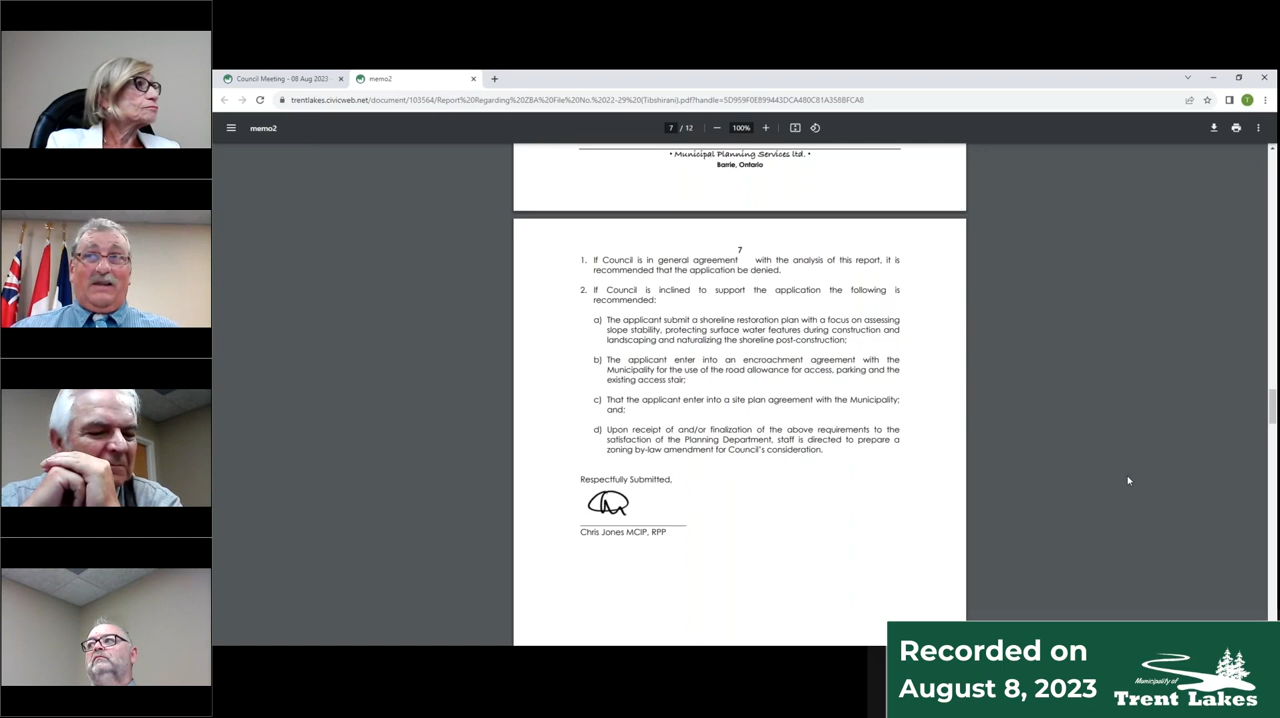 Council Meeting - 08 Aug 2023
memo2
trentlakes.civicweb.net/document/103564/Report%20Regarding%20ZBA%20File%20No.%2022-29%20(Tibshirani).pdf?handle=5D959F0E899443DCA480C81A358BFCA8
T
memo2
7 / 12
100%
• Municipal Planning Services Ltd. •
Barrie, Ontario
7
1. If Council is in general agreement with the analysis of this report, it is
recommended that the application be denied.
2. If Council is inclined to support the application the following is
recommended:
a) The applicant submit a shoreline restoration plan with a focus on assessing
slope stability, protecting surface water features during construction and
landscaping and naturalizing the shoreline post-construction;
b) The applicant enter into an encroachment agreement with the
Municipality for the use of the road allowance for access, parking and the
existing access stair;
c) That the applicant enter into a site plan agreement with the Municipality;
and;
d) Upon receipt of and/or finalization of the above requirements to the
satisfaction of the Planning Department, staff is directed to prepare a
zoning by-law amendment for Council's consideration.
Respectfully Submitted,
Chris Jones MCIP, RPP
Recorded on
August 8, 2023
Municipality of
Trent Lakes